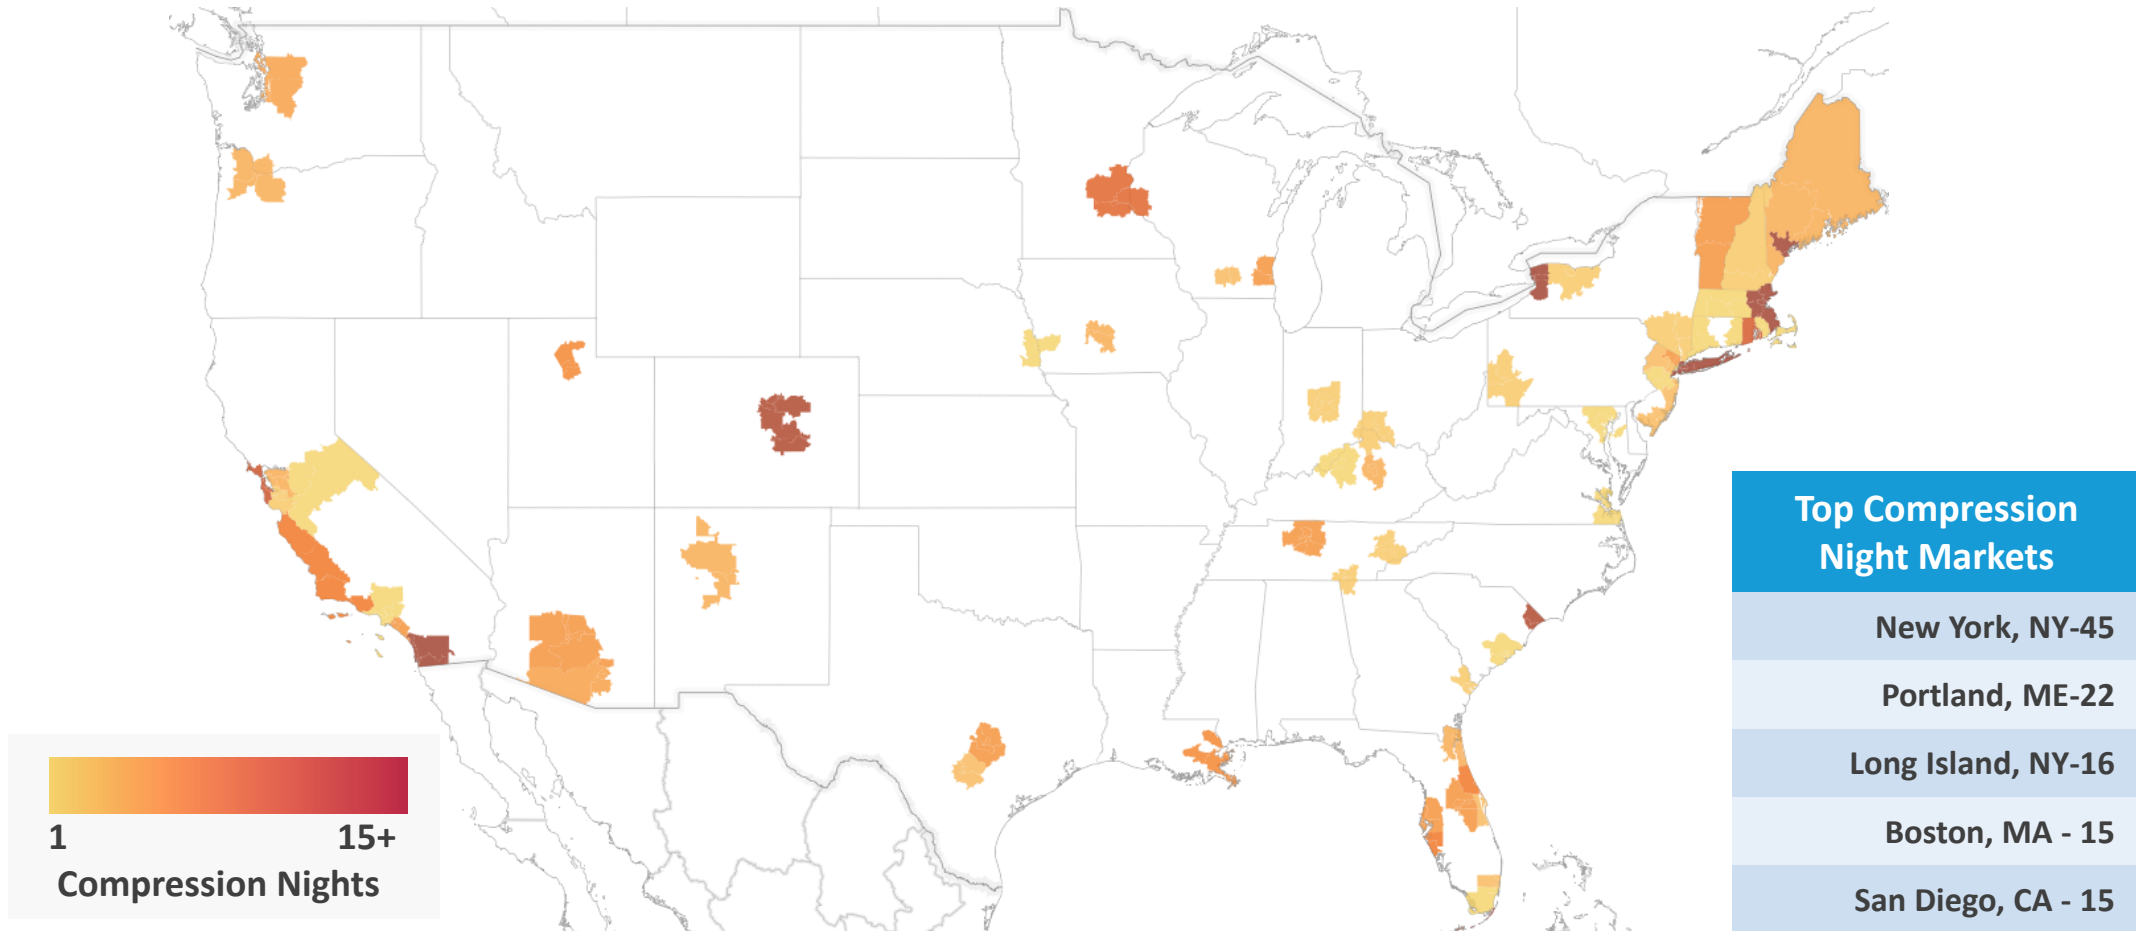 Top Compression
Night Markets
New York, NY-45
Portland, ME-22
Long Island, NY-16
Boston, MA - 15
San Diego, CA - 15
1 15+
Compression Nights